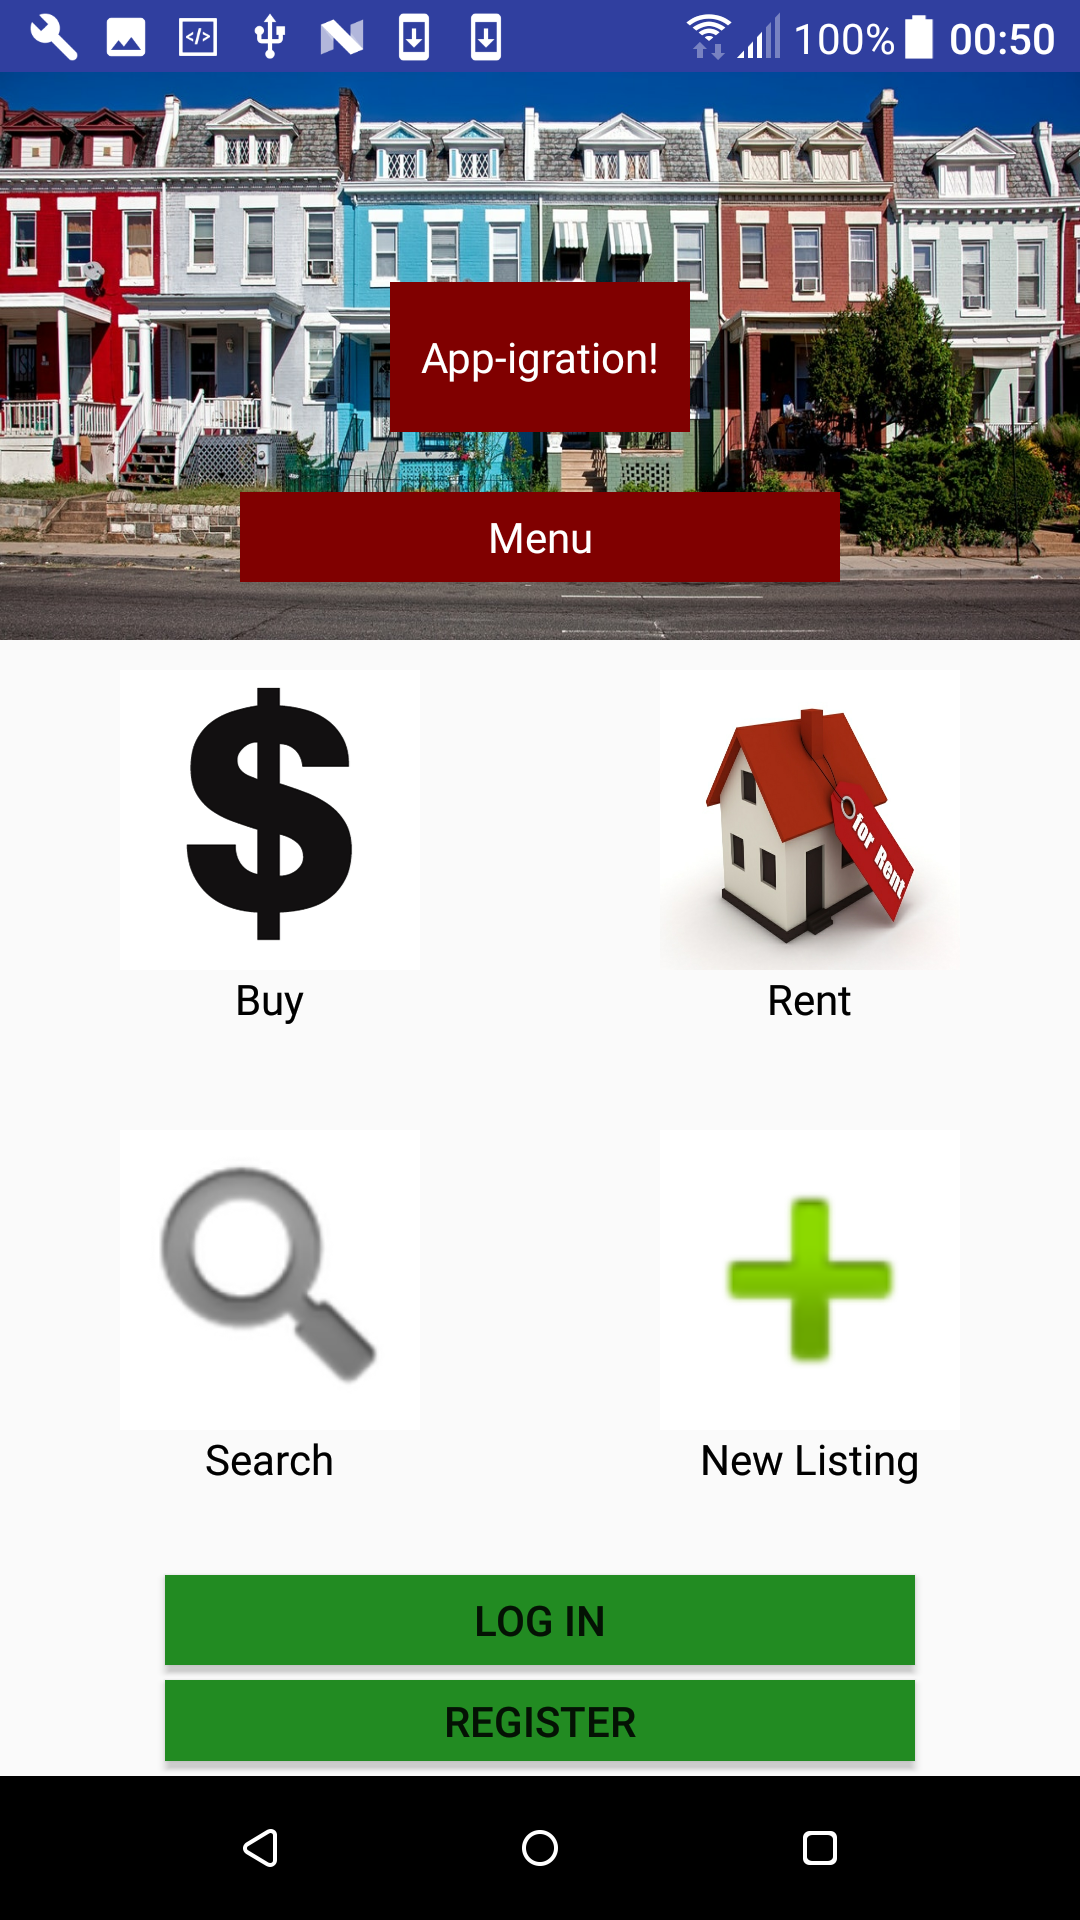 100% 00:50
App-igration!
Menu
for Rent
Buy
Rent
Search
New Listing
LOG IN
REGISTER